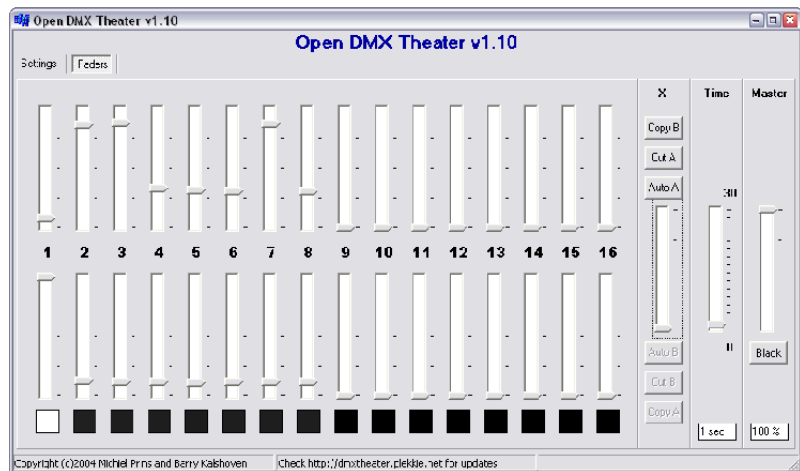 Open DMX Theater v1.10
Open DMX Theater v1.10
Settings Faders
X Time Master
Copy B
Cut A
Auto A
30
1 2 3 4 5 6 7 8 9 10 11 12 13 14 15 16
0
Auto B
Black
Cut B
Copy A
1 sec 100 %
Copyright (c)2004 Michiel Prins and Barry Kalshoven Check http://dmxtheater.plekkie.net for updates